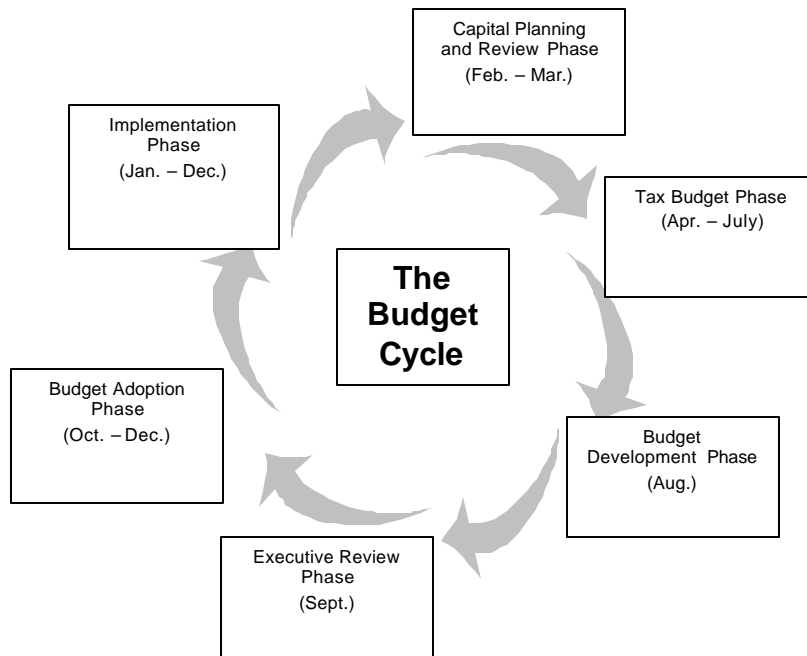 Capital Planning
and Review Phase
(Feb. – Mar.)
Implementation
Phase
(Jan. – Dec.)
Tax Budget Phase
(Apr. – July)
The
Budget
Cycle
Budget Adoption
Phase
(Oct. – Dec.)
Budget
Development Phase
(Aug.)
Executive Review
Phase
(Sept.)